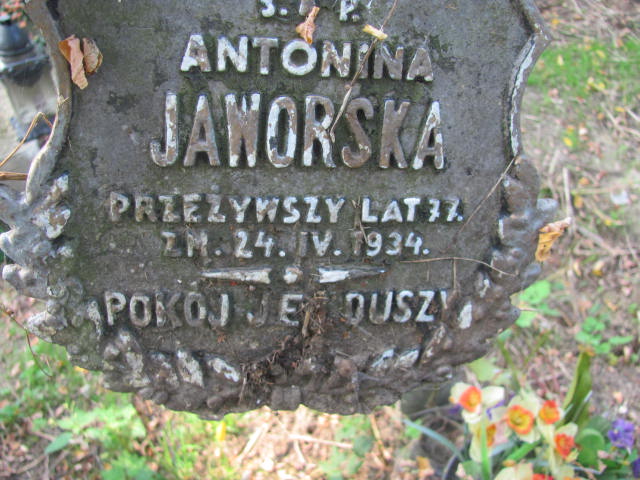 Ś. † P.
ANTONINA
JAWORSKA
PRZEŻYWSZY LAT 77.
ZM. 24. IV. 1934.
POKÓJ JEJ DUSZY